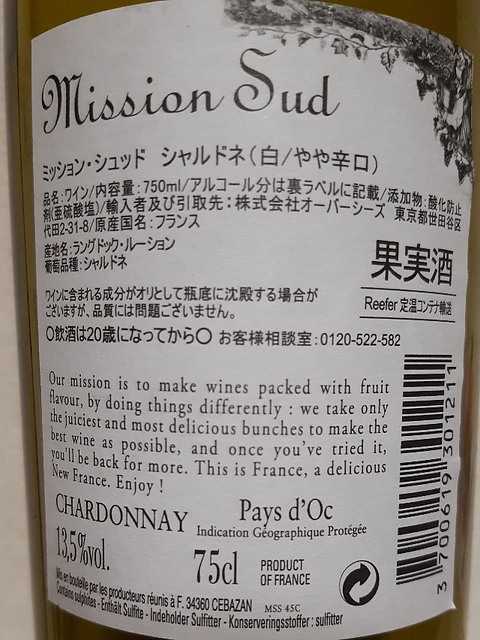 Mission Sud
ミッション・シュッド シャルドネ(白/やや辛口)
品名:ワイン/内容量:750ml/アルコール分は裏ラベルに記載/添加物:酸化防止
剤(亜硫酸塩)/輸入者及び引取先:株式会社オーバーシーズ 東京都世田谷区
代田2-31-8/原産国名:フランス
産地名:ラングドック・ルーション
葡萄品種:シャルドネ
果実酒
Reefer 定温コンテナ輸送
ワインに含まれる成分がオリとして瓶底に沈殿する場合が
ございますが、品質には問題ございません。
〇飲酒は20歳になってから〇 お客様相談室:0120-522-582
Our mission is to make wines packed with fruit
flavour, by doing things differently : we take only
the juiciest and most delicious bunches to make the
best wine as possible, and once you've tried it,
you'll be back for more. This is France, a delicious
New France. Enjoy !
CHARDONNAY
Pays d'Oc
Indication Géographique Protégée
13,5%vol.
75cl
PRODUCT
OF FRANCE
Mis en bouteille par les producteurs réunis à F. 34360 CEBAZAN
MSS 45C
Contains sulphites - Enthält Sulfite - Indeholder Sulfitter - Konserveringsstoffer : sulfitter
3 700619 301211